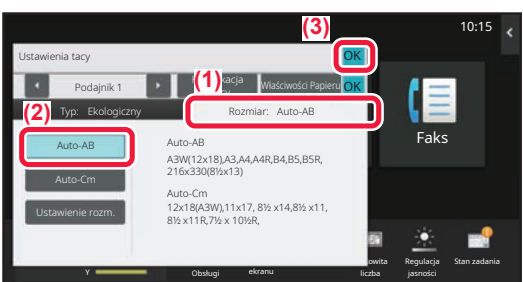 (3)
10:15
Ustawienia tacy
OK
(1)
Podajnik 1
Właściwości Papieru
OK
(2)
Typ: Ekologiczny
Rozmiar: Auto-AB
Auto-AB
Auto-Cm
Ustawienie rozm.
Auto-AB
A3W(12x18),A3,A4,A4R,B4,B5,B5R,
216x330(8½x13)
Auto-Cm
12x18(A3W),11x17, 8½ x14,8½ x11,
8½ x11R,7½ x 10½R,
Faks
Y
Obsługi
ekranu
liczba
Regulacja
jasności
Stan zadania